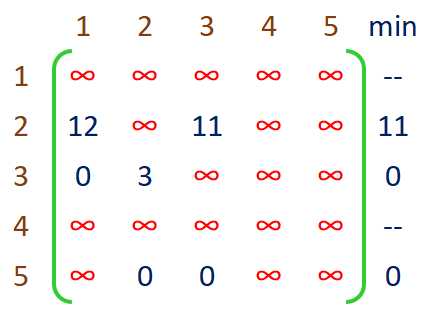 1 2 3 4 5 min
1 ∞ ∞ ∞ ∞ ∞ --
2 12 ∞ 11 ∞ ∞ 11
3 0 3 ∞ ∞ ∞ 0
4 ∞ ∞ ∞ ∞ ∞ --
5 ∞ 0 0 ∞ ∞ 0